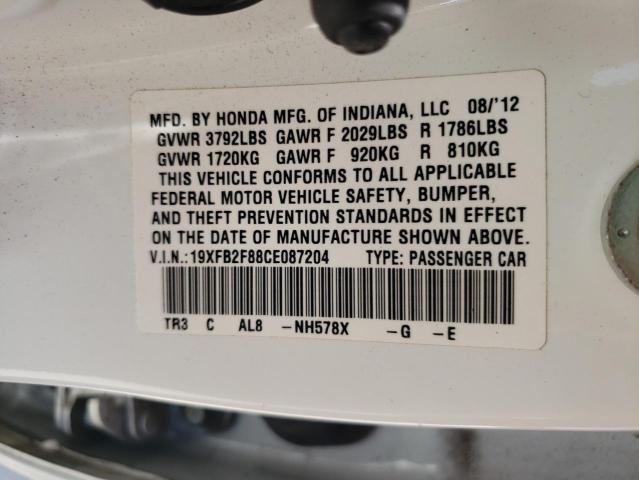 MFD. BY HONDA MFG. OF INDIANA, LLC 08/'12
GVWR 3792LBS GAWR F 2029LBS R 1786LBS
GVWR 1720KG GAWR F 920KG R 810KG
THIS VEHICLE CONFORMS TO ALL APPLICABLE
FEDERAL MOTOR VEHICLE SAFETY, BUMPER,
AND THEFT PREVENTION STANDARDS IN EFFECT
ON THE DATE OF MANUFACTURE SHOWN ABOVE.
V.I.N.:19XFB2F88CE087204 TYPE: PASSENGER CAR
TR3 C AL8 -NH578X -G -E